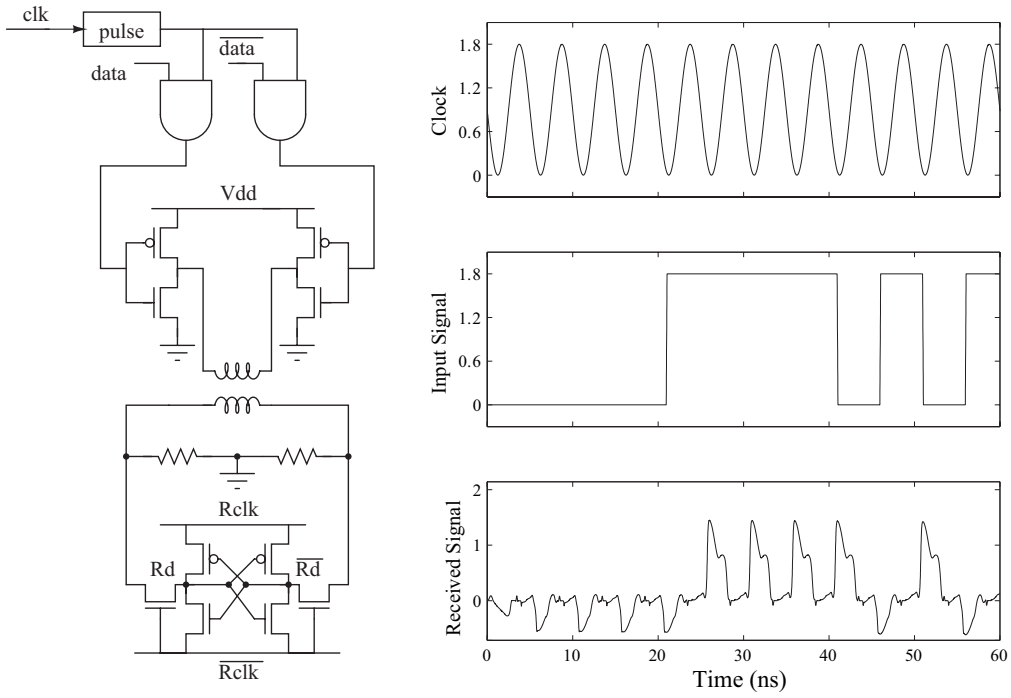 clk
pulse
data
data
Vdd
Rclk
Rd
Rd
Rclk
Clock
1.8
1.2
0.6
0
Input Signal
1.8
1.2
0.6
0
Received Signal
2
1
0
0 10 20 30 40 50 60
Time (ns)